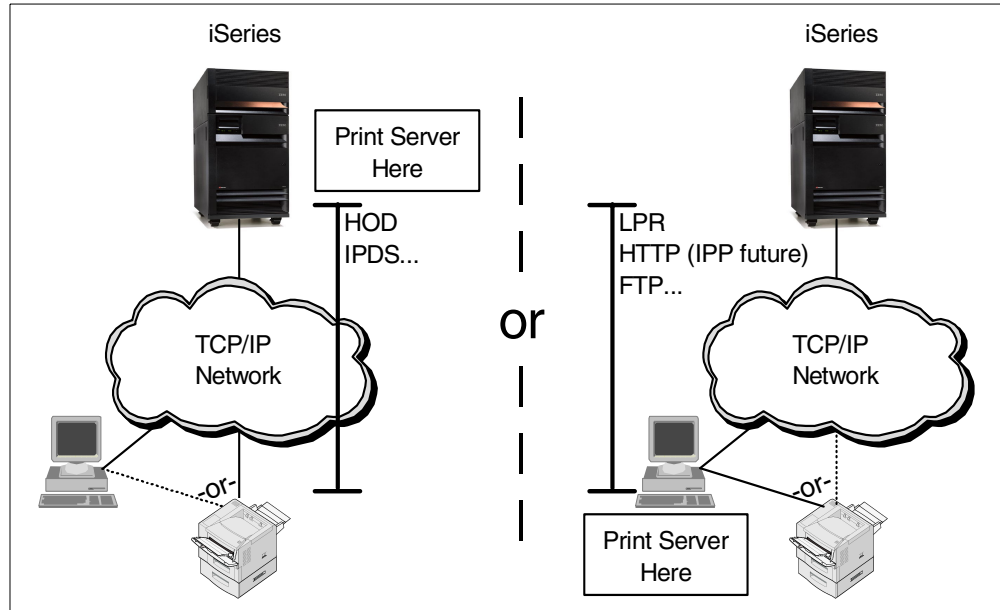 iSeries
Print Server
Here
HOD
IPDS...
TCP/IP
Network
-or-
or
iSeries
LPR
HTTP (IPP future)
FTP...
TCP/IP
Network
-or-
Print Server
Here